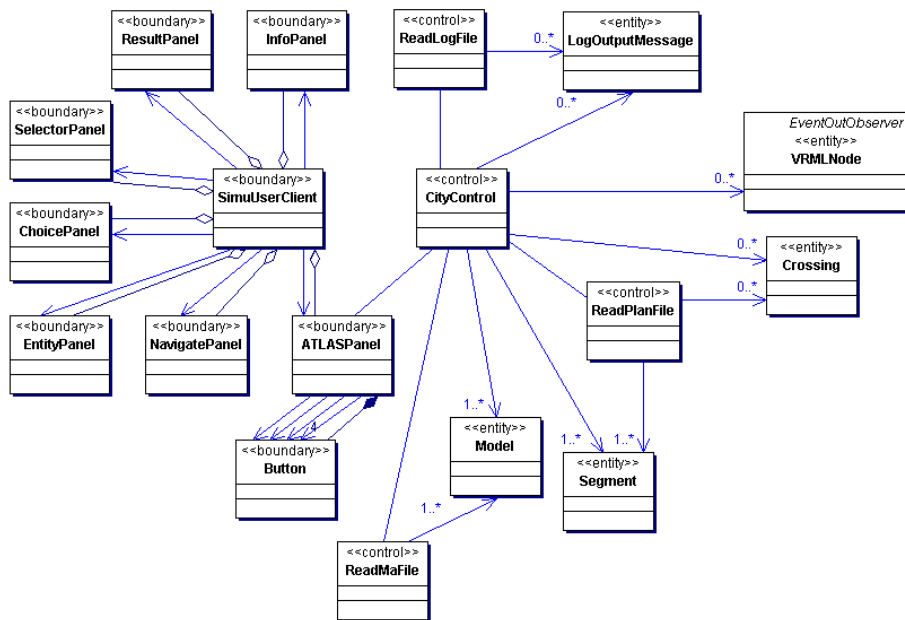 <<boundary>>
ResultPanel
<<boundary>>
InfoPanel
<<control>>
ReadLogFile
0..*
<<entity>>
LogOutputMessage
0..*
<<boundary>>
SelectorPanel
EventOutObserver
<<entity>>
VRMLNode
0..*
<<boundary>>
SimuUserClient
<<control>>
CityControl
<<boundary>>
ChoicePanel
0..*
<<entity>>
Crossing
0..*
<<control>>
ReadPlanFile
<<boundary>>
EntityPanel
<<boundary>>
NavigatePanel
<<boundary>>
ATLASPanel
4
1..*
<<entity>>
Model
1..*
1..*
<<boundary>>
Button
<<entity>>
Segment
1..*
<<control>>
ReadMaFile